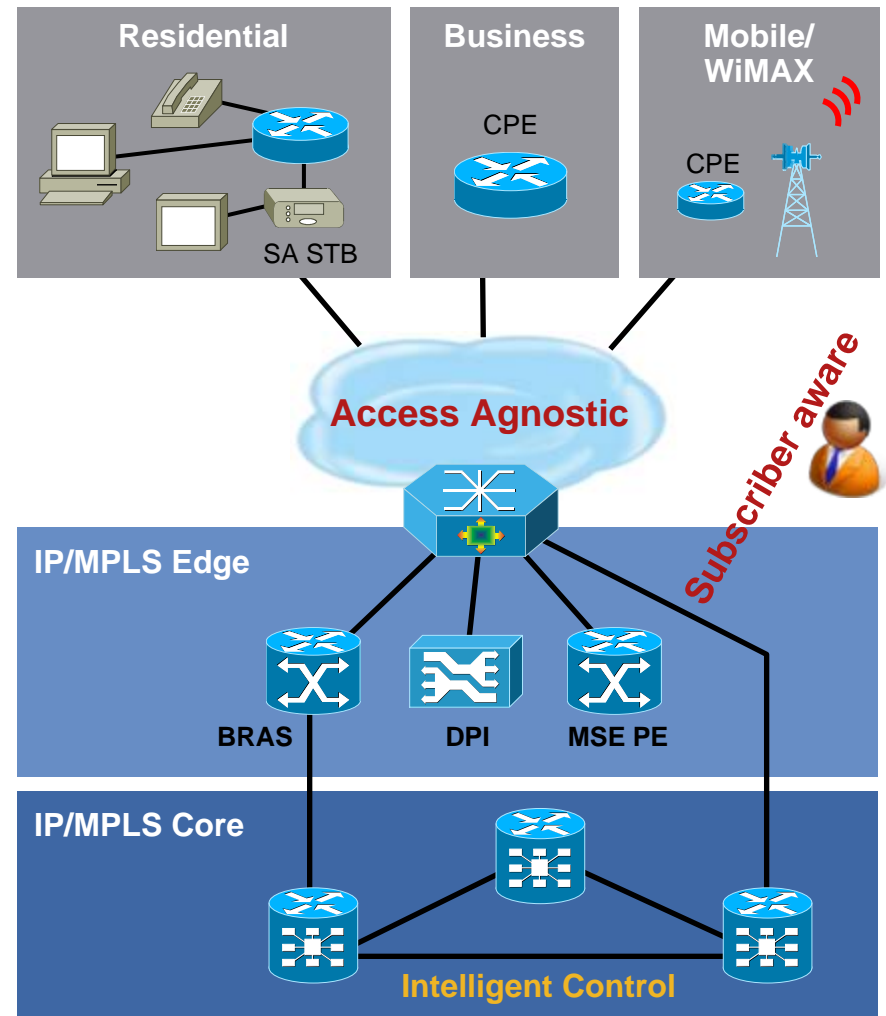 Residential
Business
Mobile/
WiMAX
CPE
CPE
SA STB
Access Agnostic
Subscriber aware
IP/MPLS Edge
BRAS
DPI
MSE PE
IP/MPLS Core
Intelligent Control